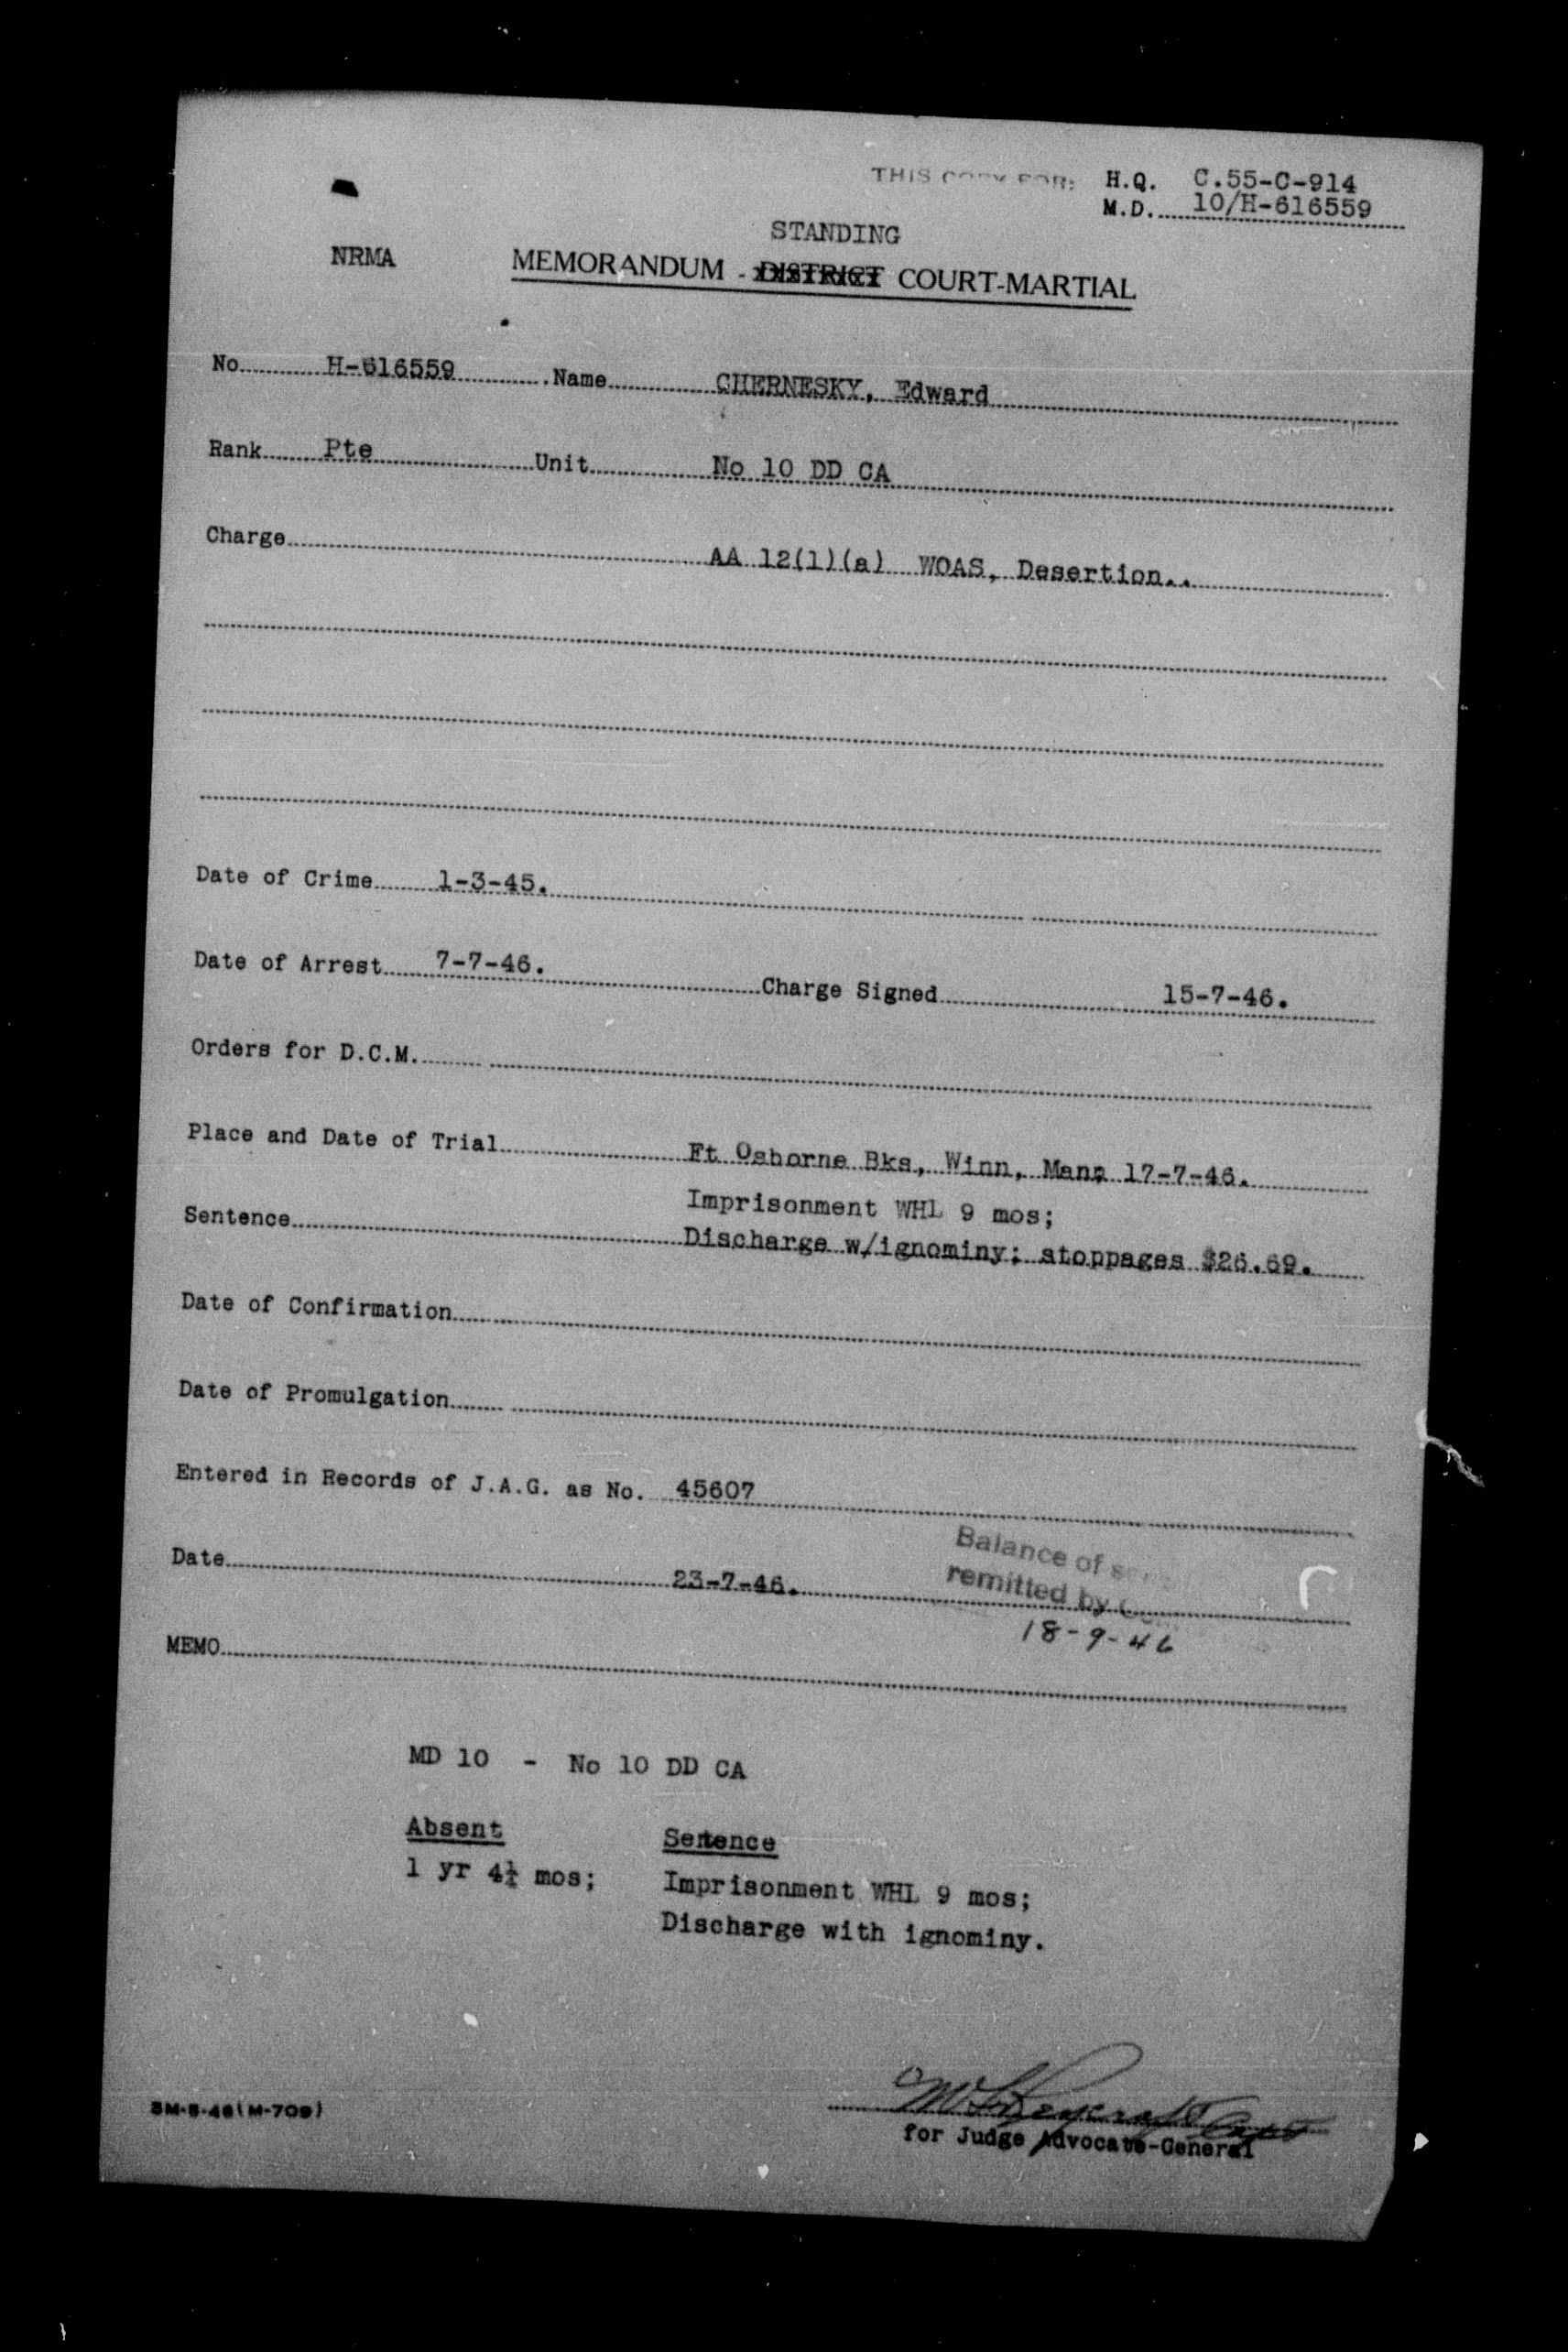 THIS COPY FOR: H.Q. C.55-C-914
M.D. 10/H-616559
STANDING
NRMA MEMORANDUM - DISTRICT COURT-MARTIAL
No. H-616559 Name CHERNESKY, Edward
Rank Pte Unit No 10 DD CA
Charge AA 12(1)(a) WOAS, Desertion..
Date of Crime 1-3-45.
Date of Arrest 7-7-46. Charge Signed 15-7-46.
Orders for D.C.M.
Place and Date of Trial Ft Osborne Bks, Winn, Man, 17-7-46.
Imprisonment WHL 9 mos;
Sentence Discharge w/ignominy; stoppages $26.69.
Date of Confirmation
Date of Promulgation
Entered in Records of J.A.G. as No. 45607
Balance of
Date 23-7-46. remitted by
18-9-46
MEMO
MD 10 - No 10 DD CA
Absent Sentence
1 yr 4¼ mos; Imprisonment WHL 9 mos;
Discharge with ignominy.
5M-5-46(M-709)
for Judge Advocate-General